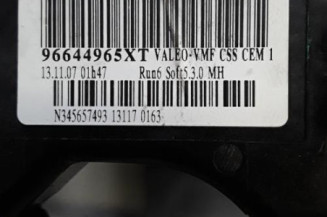 96644965XT VALEO-VMF CSS CEM 1
13.11.07 01h47 Run6 Soft5.3.0 MH
N345657493 13117 0163